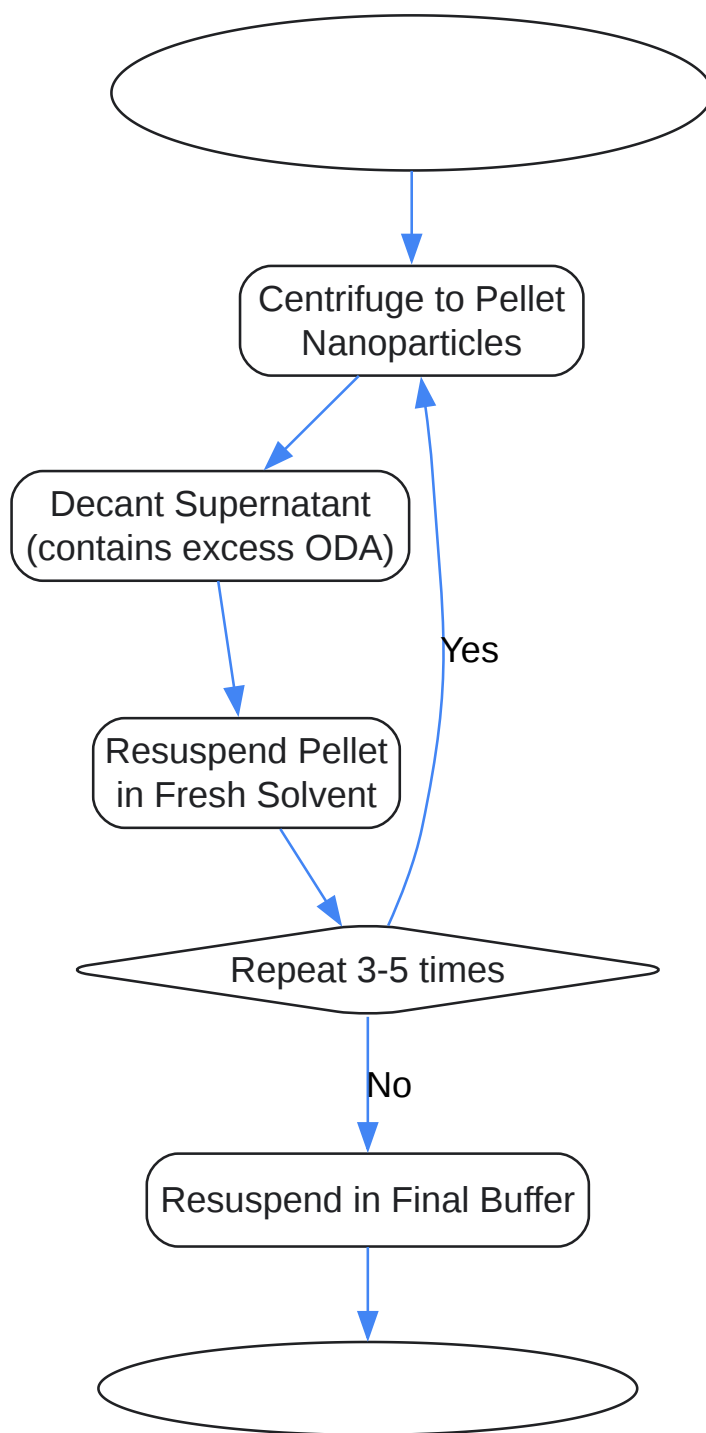 Centrifuge to Pellet
Nanoparticles
Decant Supernatant
(contains excess ODA)
Yes
Resuspend Pellet
in Fresh Solvent
Repeat 3-5 times
No
Resuspend in Final Buffer